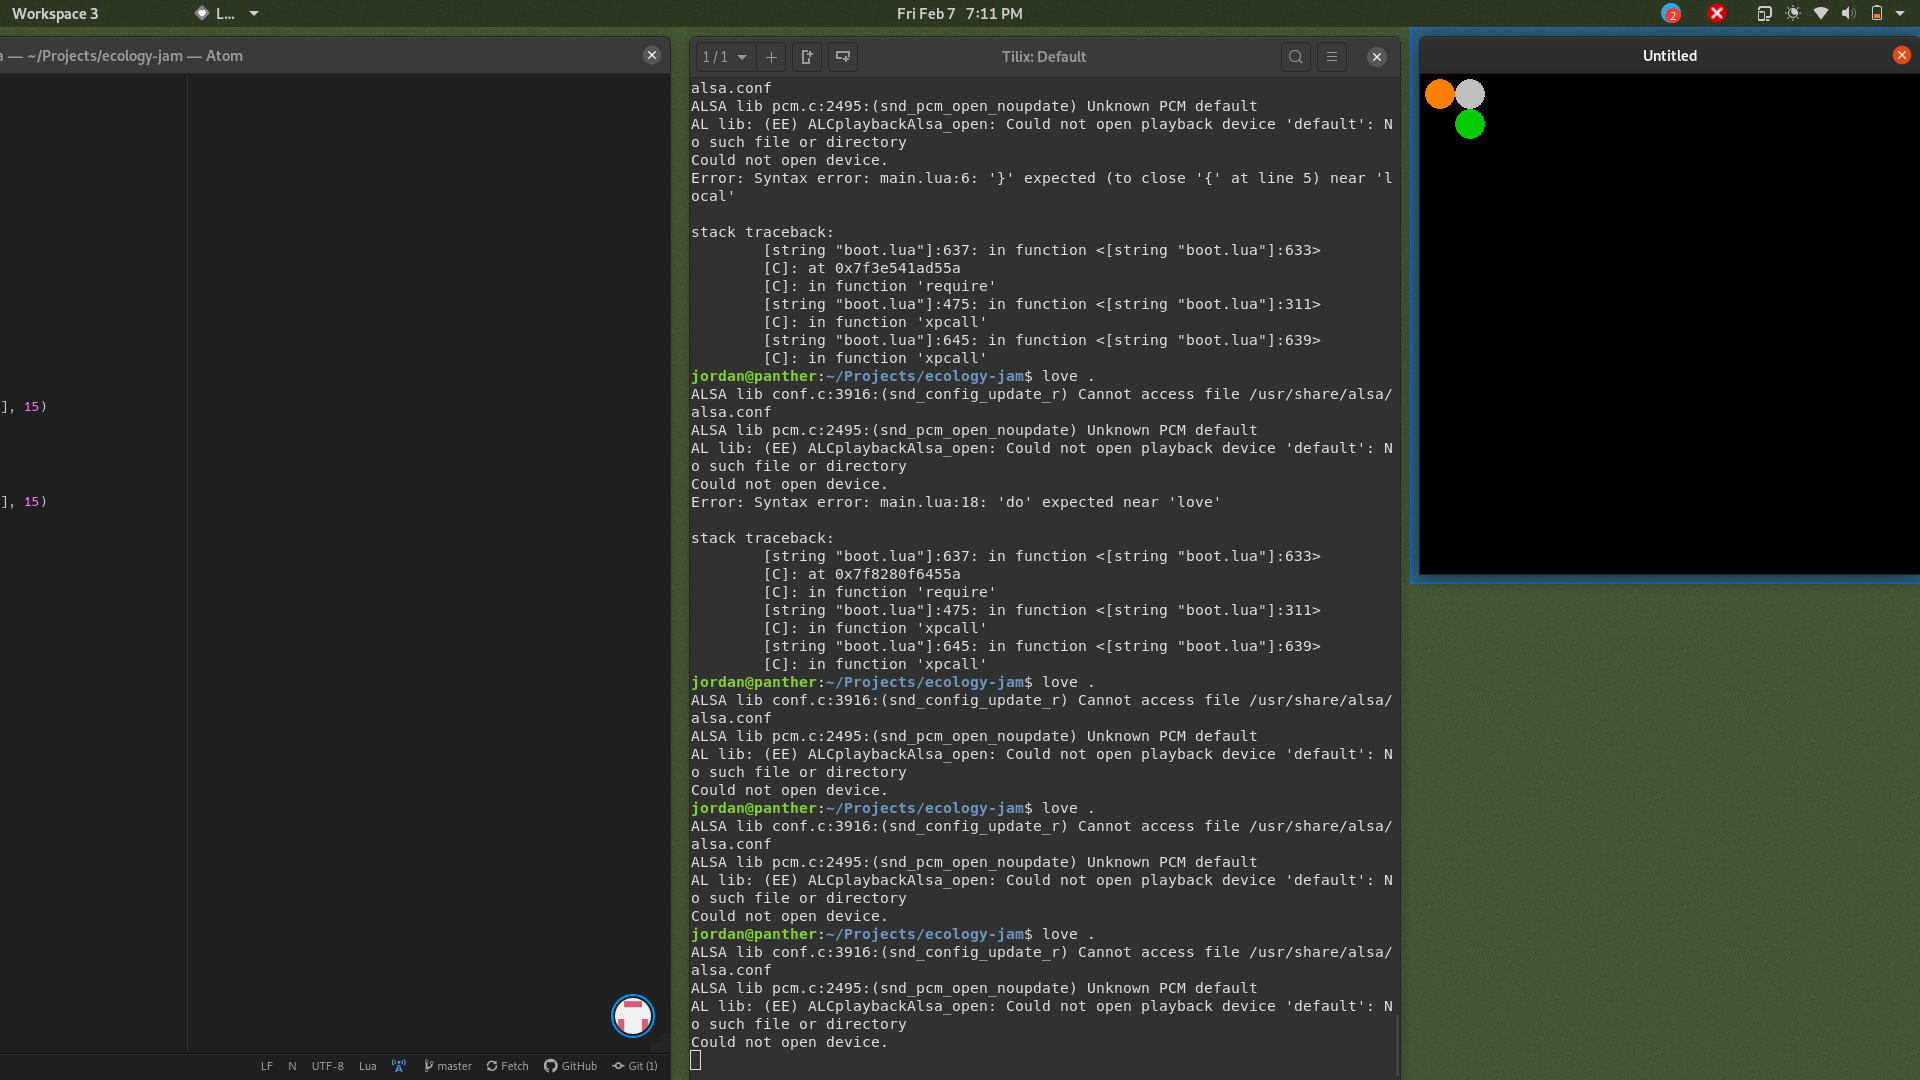 Workspace 3
L...
Fri Feb 7 7:11 PM
2
a — ~/Projects/ecology-jam — Atom
], 15)
], 15)
LF N UTF-8 Lua master Fetch GitHub Git (1)
1 / 1
Tilix: Default
alsa.conf
ALSA lib pcm.c:2495:(snd_pcm_open_noupdate) Unknown PCM default
AL lib: (EE) ALCplaybackAlsa_open: Could not open playback device 'default': N
o such file or directory
Could not open device.
Error: Syntax error: main.lua:6: '}' expected (to close '{' at line 5) near 'l
ocal'
stack traceback:
[string "boot.lua"]:637: in function <[string "boot.lua"]:633>
[C]: at 0x7f3e541ad55a
[C]: in function 'require'
[string "boot.lua"]:475: in function <[string "boot.lua"]:311>
[C]: in function 'xpcall'
[string "boot.lua"]:645: in function <[string "boot.lua"]:639>
[C]: in function 'xpcall'
jordan@panther:~/Projects/ecology-jam$ love .
ALSA lib conf.c:3916:(snd_config_update_r) Cannot access file /usr/share/alsa/
alsa.conf
ALSA lib pcm.c:2495:(snd_pcm_open_noupdate) Unknown PCM default
AL lib: (EE) ALCplaybackAlsa_open: Could not open playback device 'default': N
o such file or directory
Could not open device.
Error: Syntax error: main.lua:18: 'do' expected near 'love'
stack traceback:
[string "boot.lua"]:637: in function <[string "boot.lua"]:633>
[C]: at 0x7f8280f6455a
[C]: in function 'require'
[string "boot.lua"]:475: in function <[string "boot.lua"]:311>
[C]: in function 'xpcall'
[string "boot.lua"]:645: in function <[string "boot.lua"]:639>
[C]: in function 'xpcall'
jordan@panther:~/Projects/ecology-jam$ love .
ALSA lib conf.c:3916:(snd_config_update_r) Cannot access file /usr/share/alsa/
alsa.conf
ALSA lib pcm.c:2495:(snd_pcm_open_noupdate) Unknown PCM default
AL lib: (EE) ALCplaybackAlsa_open: Could not open playback device 'default': N
o such file or directory
Could not open device.
jordan@panther:~/Projects/ecology-jam$ love .
ALSA lib conf.c:3916:(snd_config_update_r) Cannot access file /usr/share/alsa/
alsa.conf
ALSA lib pcm.c:2495:(snd_pcm_open_noupdate) Unknown PCM default
AL lib: (EE) ALCplaybackAlsa_open: Could not open playback device 'default': N
o such file or directory
Could not open device.
jordan@panther:~/Projects/ecology-jam$ love .
ALSA lib conf.c:3916:(snd_config_update_r) Cannot access file /usr/share/alsa/
alsa.conf
ALSA lib pcm.c:2495:(snd_pcm_open_noupdate) Unknown PCM default
AL lib: (EE) ALCplaybackAlsa_open: Could not open playback device 'default': N
o such file or directory
Could not open device.
Untitled